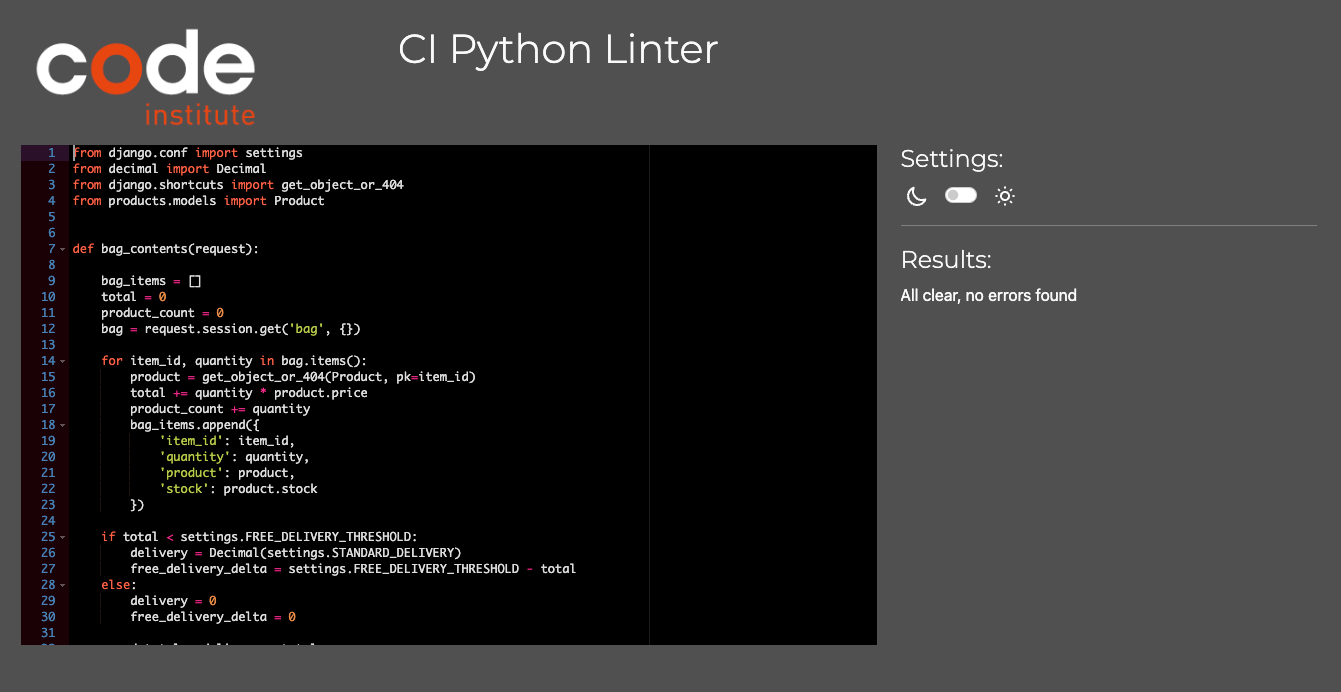 code
institute
CI Python Linter
1 from django.conf import settings
2 from decimal import Decimal
3 from django.shortcuts import get_object_or_404
4 from products.models import Product
5
6
7 def bag_contents(request):
8
9     bag_items = []
10     total = 0
11     product_count = 0
12     bag = request.session.get('bag', {})
13
14     for item_id, quantity in bag.items():
15         product = get_object_or_404(Product, pk=item_id)
16         total += quantity * product.price
17         product_count += quantity
18         bag_items.append({
19             'item_id': item_id,
20             'quantity': quantity,
21             'product': product,
22             'stock': product.stock
23         })
24
25     if total < settings.FREE_DELIVERY_THRESHOLD:
26         delivery = Decimal(settings.STANDARD_DELIVERY)
27         free_delivery_delta = settings.FREE_DELIVERY_THRESHOLD - total
28     else:
29         delivery = 0
30         free_delivery_delta = 0
31
Settings:
Results:
All clear, no errors found